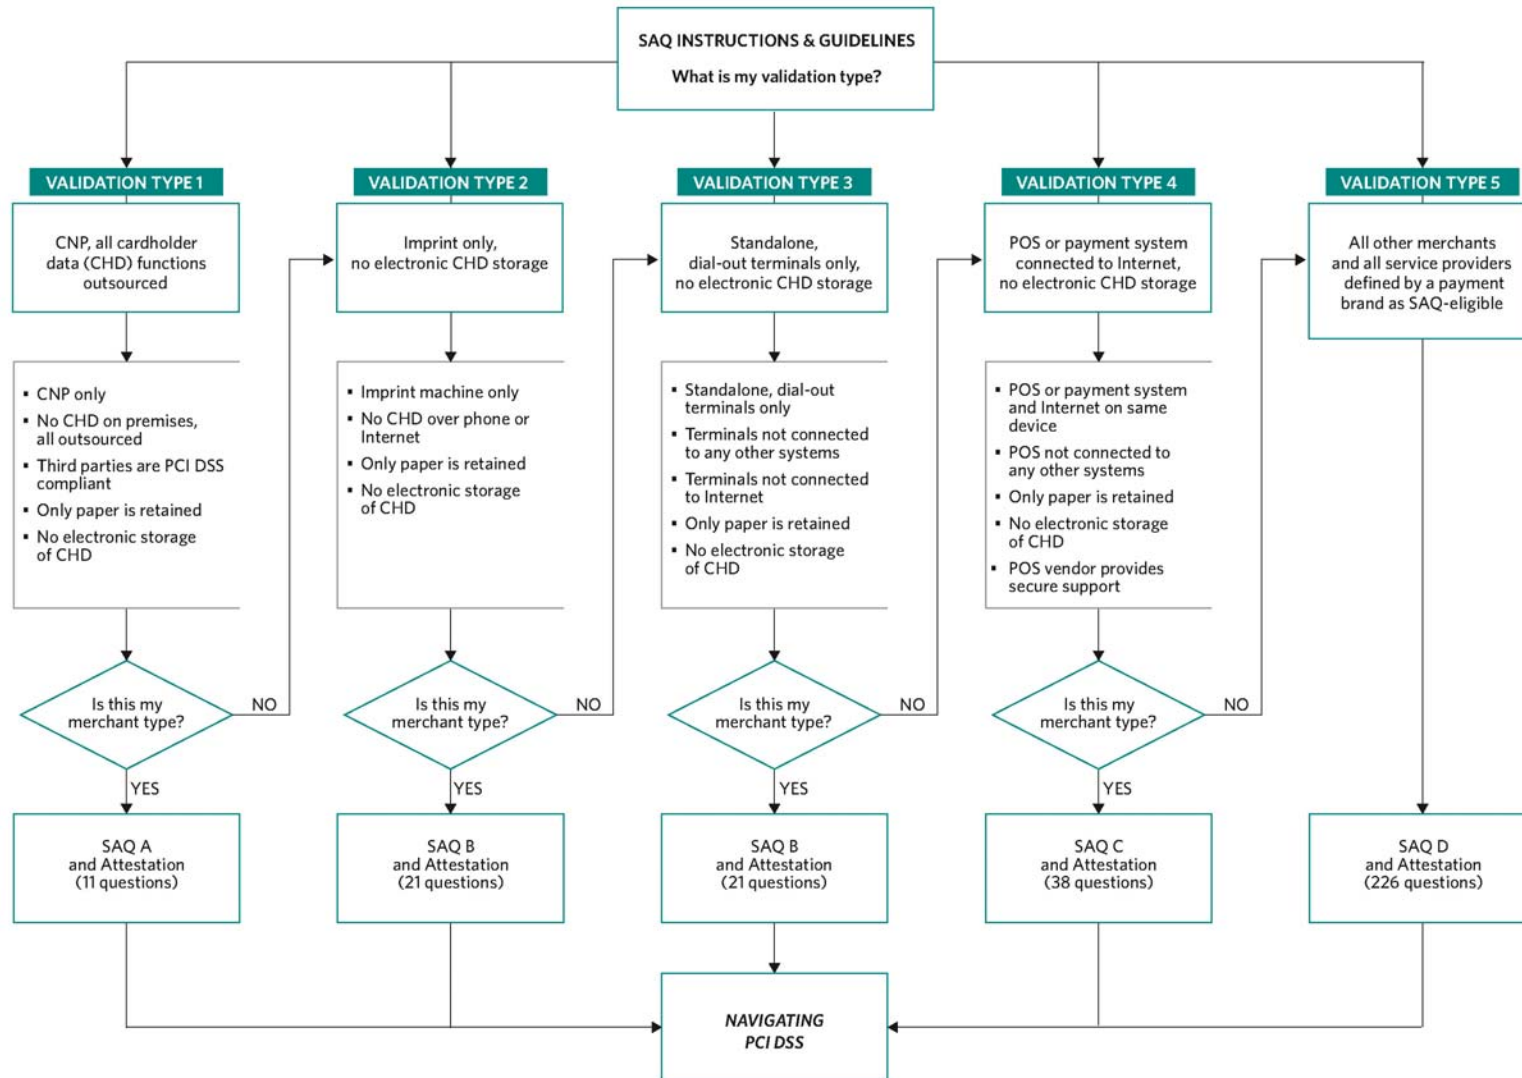 SAQ INSTRUCTIONS & GUIDELINES
What is my validation type?
VALIDATION TYPE 1
CNP, all cardholder
data (CHD) functions
outsourced
▪ CNP only
▪ No CHD on premises,
all outsourced
▪ Third parties are PCI DSS
compliant
▪ Only paper is retained
▪ No electronic storage
of CHD
Is this my
merchant type?
NO
YES
SAQ A
and Attestation
(11 questions)
VALIDATION TYPE 2
Imprint only,
no electronic CHD storage
▪ Imprint machine only
▪ No CHD over phone or
Internet
▪ Only paper is retained
▪ No electronic storage
of CHD
Is this my
merchant type?
NO
YES
SAQ B
and Attestation
(21 questions)
VALIDATION TYPE 3
Standalone,
dial-out terminals only,
no electronic CHD storage
▪ Standalone, dial-out
terminals only
▪ Terminals not connected
to any other systems
▪ Terminals not connected
to Internet
▪ Only paper is retained
▪ No electronic storage
of CHD
Is this my
merchant type?
NO
YES
SAQ B
and Attestation
(21 questions)
VALIDATION TYPE 4
POS or payment system
connected to Internet,
no electronic CHD storage
▪ POS or payment system
and Internet on same
device
▪ POS not connected to
any other systems
▪ Only paper is retained
▪ No electronic storage
of CHD
▪ POS vendor provides
secure support
Is this my
merchant type?
NO
YES
SAQ C
and Attestation
(38 questions)
VALIDATION TYPE 5
All other merchants
and all service providers
defined by a payment
brand as SAQ-eligible
SAQ D
and Attestation
(226 questions)
NAVIGATING
PCI DSS